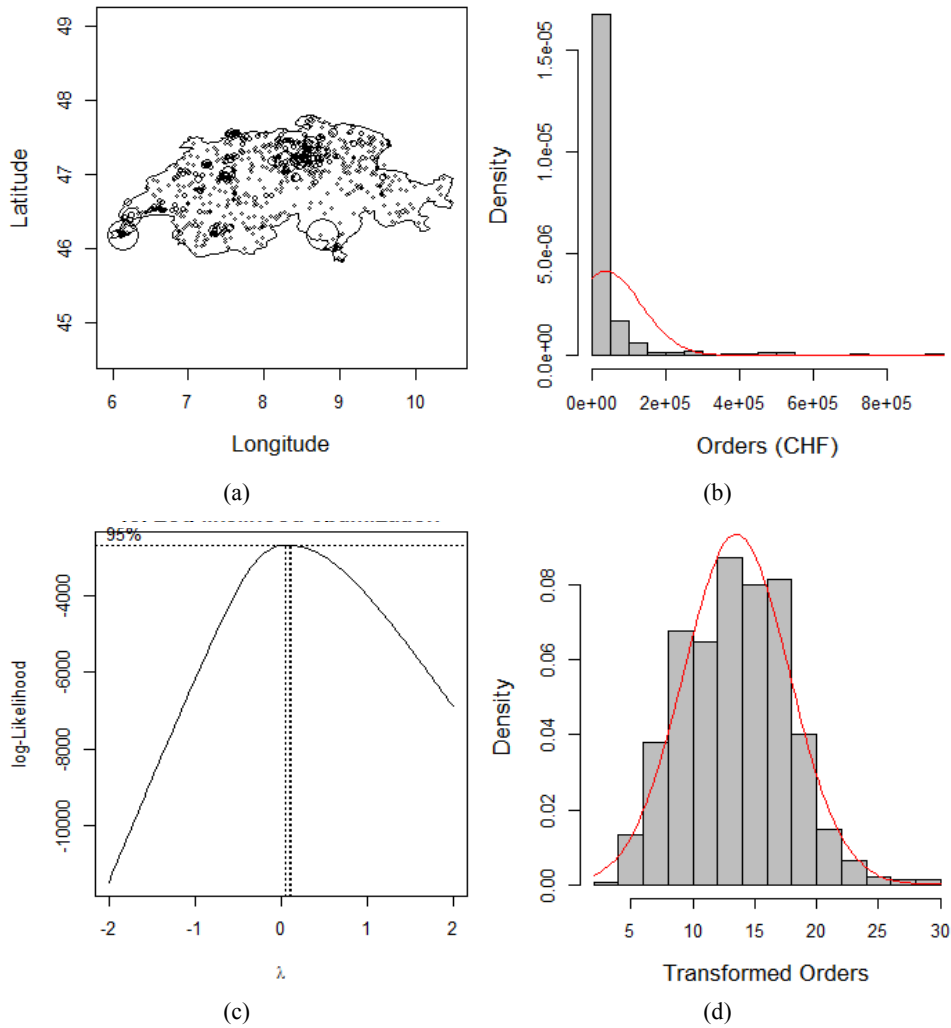 49
48
47
46
45
Latitude
6 7 8 9 10
Longitude
(a)
1.5e-05
1.0e-05
5.0e-06
0.0e+00
Density
0e+00 2e+05 4e+05 6e+05 8e+05
Orders (CHF)
(b)
95%
-4000
-6000
-8000
-10000
log-Likelihood
-2 -1 0 1 2
λ
(c)
0.08
0.06
0.04
0.02
0.00
Density
5 10 15 20 25 30
Transformed Orders
(d)